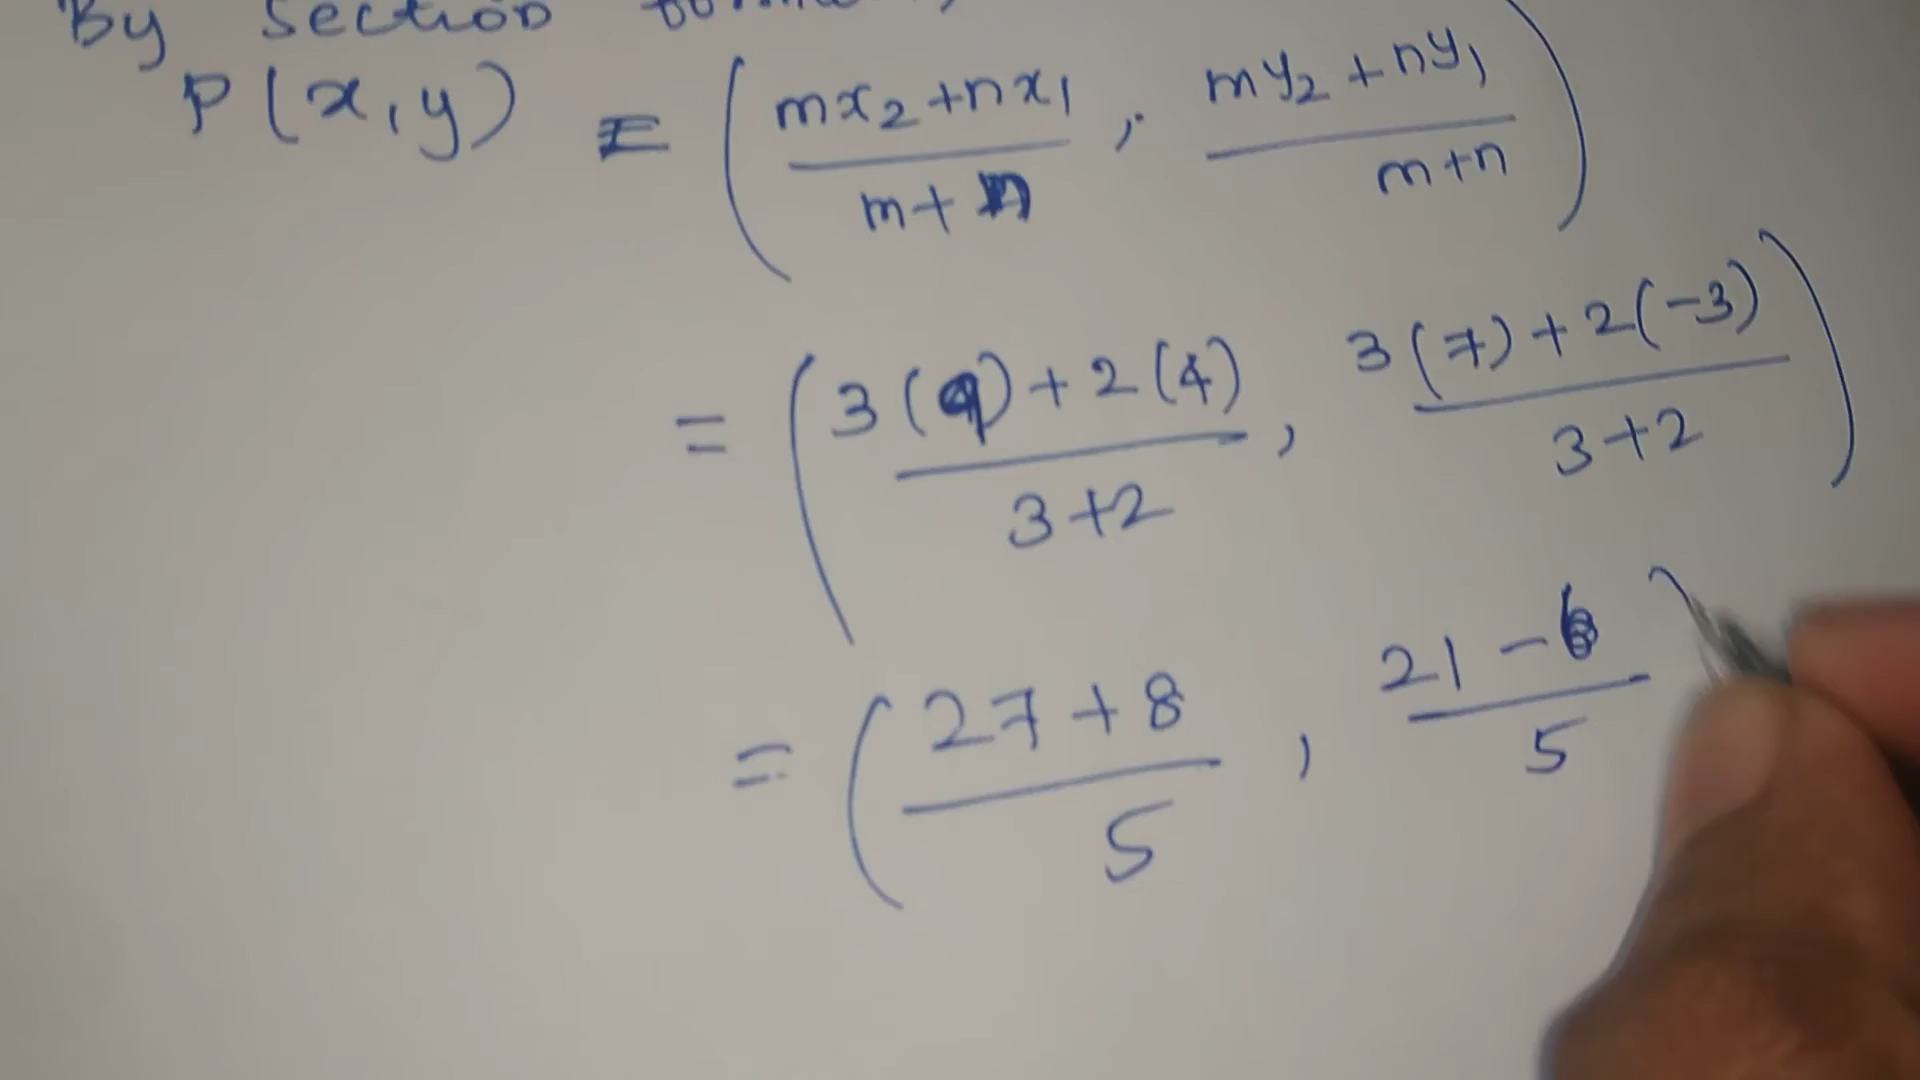 By Section
P(x,y) = ( mx₂+nx₁ / m+n , my₂+ny₁ / m+n )
= ( 3(9)+2(4) / 3+2 , 3(7)+2(-3) / 3+2 )
= ( 27+8 / 5 , 21-6 / 5 )